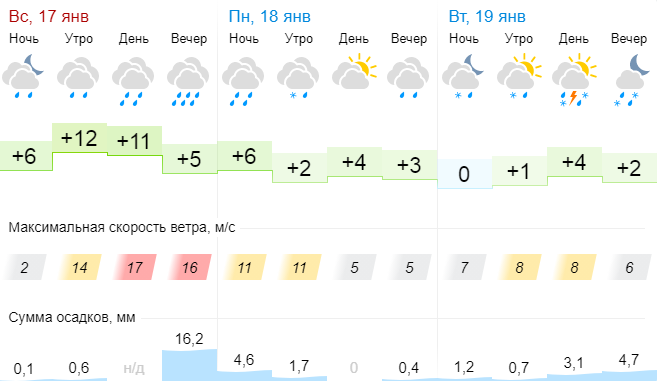 Вс, 17 янв Пн, 18 янв Вт, 19 янв
Ночь Утро День Вечер Ночь Утро День Вечер Ночь Утро День Вечер
+6 +12 +11 +5 +6 +2 +4 +3 0 +1 +4 +2
Максимальная скорость ветра, м/с
2 14 17 16 11 11 5 5 7 8 8 6
Сумма осадков, мм
0,1 0,6 н/д 16,2 4,6 1,7 0 0,4 1,2 0,7 3,1 4,7